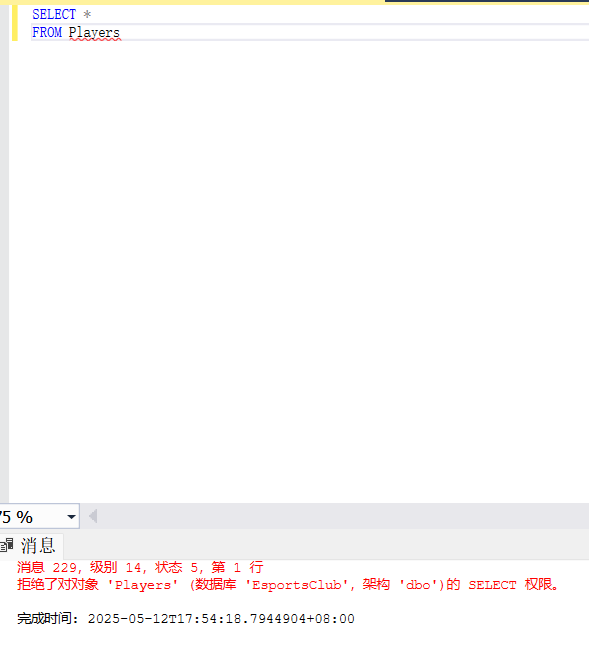 SELECT *
FROM Players
75 %
消息
消息 229，级别 14，状态 5，第 1 行
拒绝了对对象 'Players' (数据库 'EsportsClub'，架构 'dbo')的 SELECT 权限。
完成时间: 2025-05-12T17:54:18.7944904+08:00